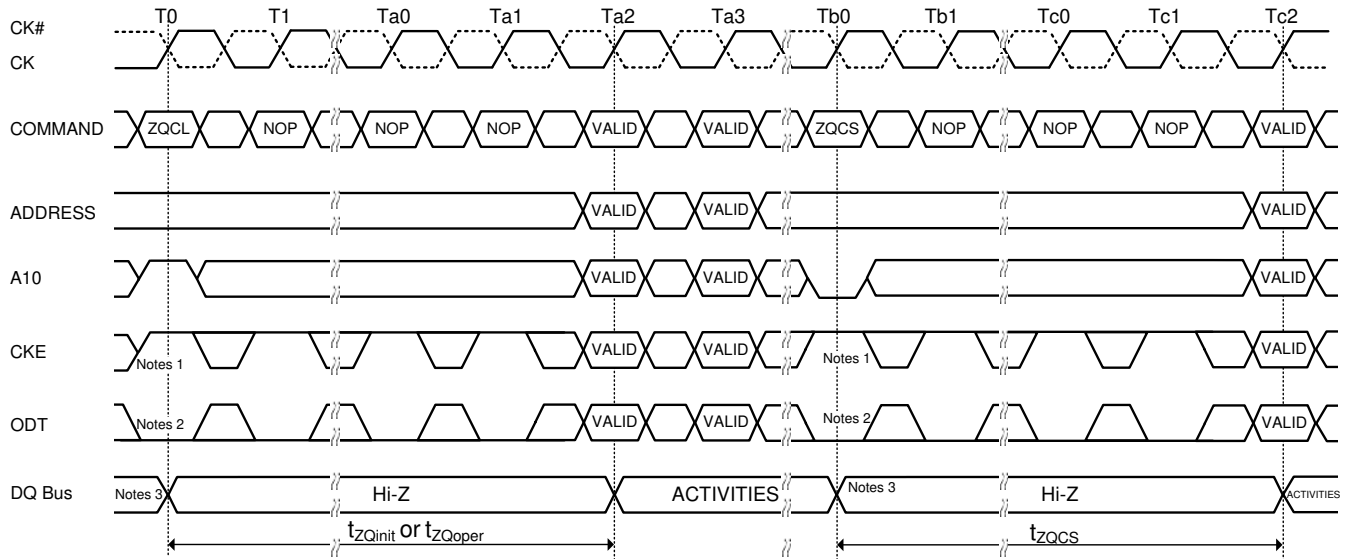 T0 T1 Ta0 Ta1 Ta2 Ta3 Tb0 Tb1 Tc0 Tc1 Tc2
CK#
CK
COMMAND ZQCL NOP NOP NOP VALID VALID ZQCS NOP NOP NOP VALID
ADDRESS VALID VALID VALID
A10 VALID VALID VALID
CKE Notes 1 VALID VALID Notes 1 VALID
ODT Notes 2 VALID VALID Notes 2 VALID
DQ Bus Notes 3 Hi-Z ACTIVITIES Notes 3 Hi-Z ACTIVITIES
tZQinit or tZQoper tZQCS